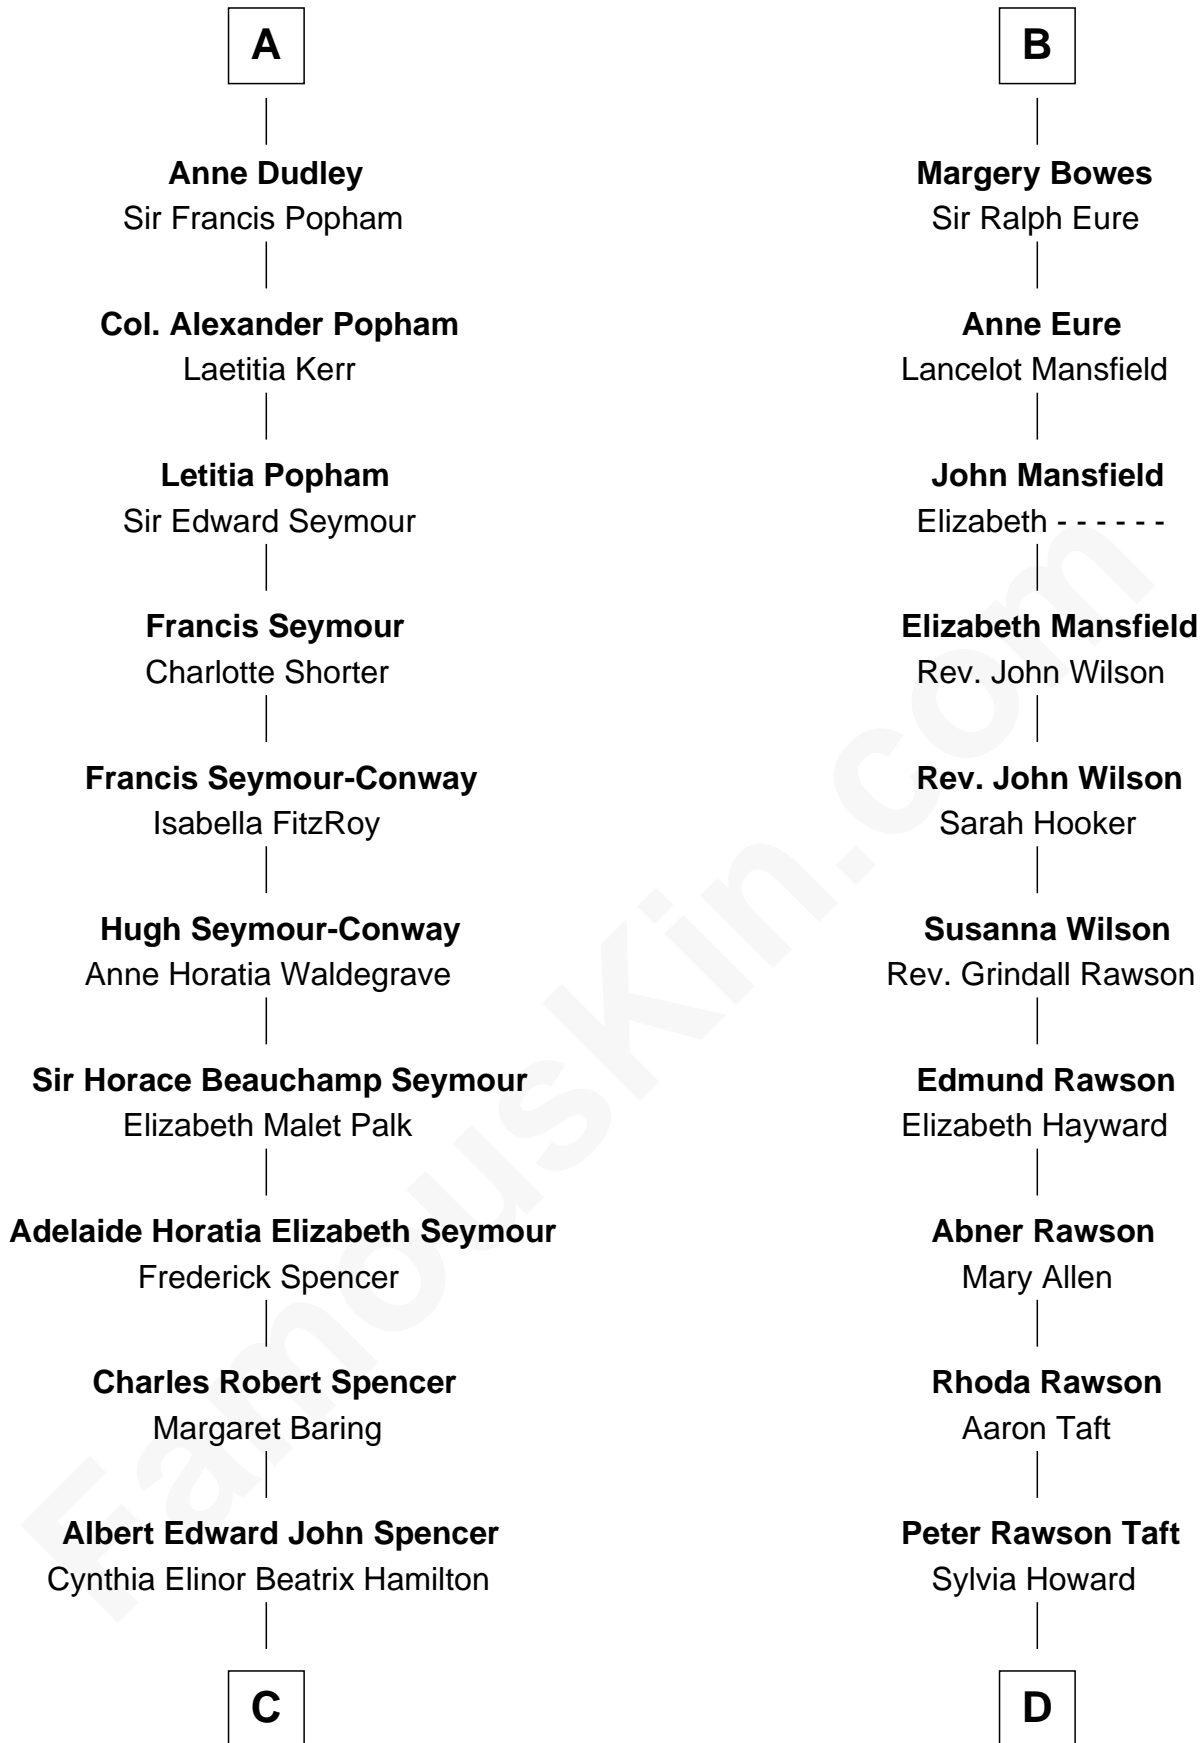 A
Anne Dudley
Sir Francis Popham
Col. Alexander Popham
Laetitia Kerr
Letitia Popham
Sir Edward Seymour
Francis Seymour
Charlotte Shorter
Francis Seymour-Conway
Isabella FitzRoy
Hugh Seymour-Conway
Anne Horatia Waldegrave
Sir Horace Beauchamp Seymour
Elizabeth Malet Palk
Adelaide Horatia Elizabeth Seymour
Frederick Spencer
Charles Robert Spencer
Margaret Baring
Albert Edward John Spencer
Cynthia Elinor Beatrix Hamilton
C
B
Margery Bowes
Sir Ralph Eure
Anne Eure
Lancelot Mansfield
John Mansfield
Elizabeth - - - - - -
Elizabeth Mansfield
Rev. John Wilson
Rev. John Wilson
Sarah Hooker
Susanna Wilson
Rev. Grindall Rawson
Edmund Rawson
Elizabeth Hayward
Abner Rawson
Mary Allen
Rhoda Rawson
Aaron Taft
Peter Rawson Taft
Sylvia Howard
D
FamousKin.com